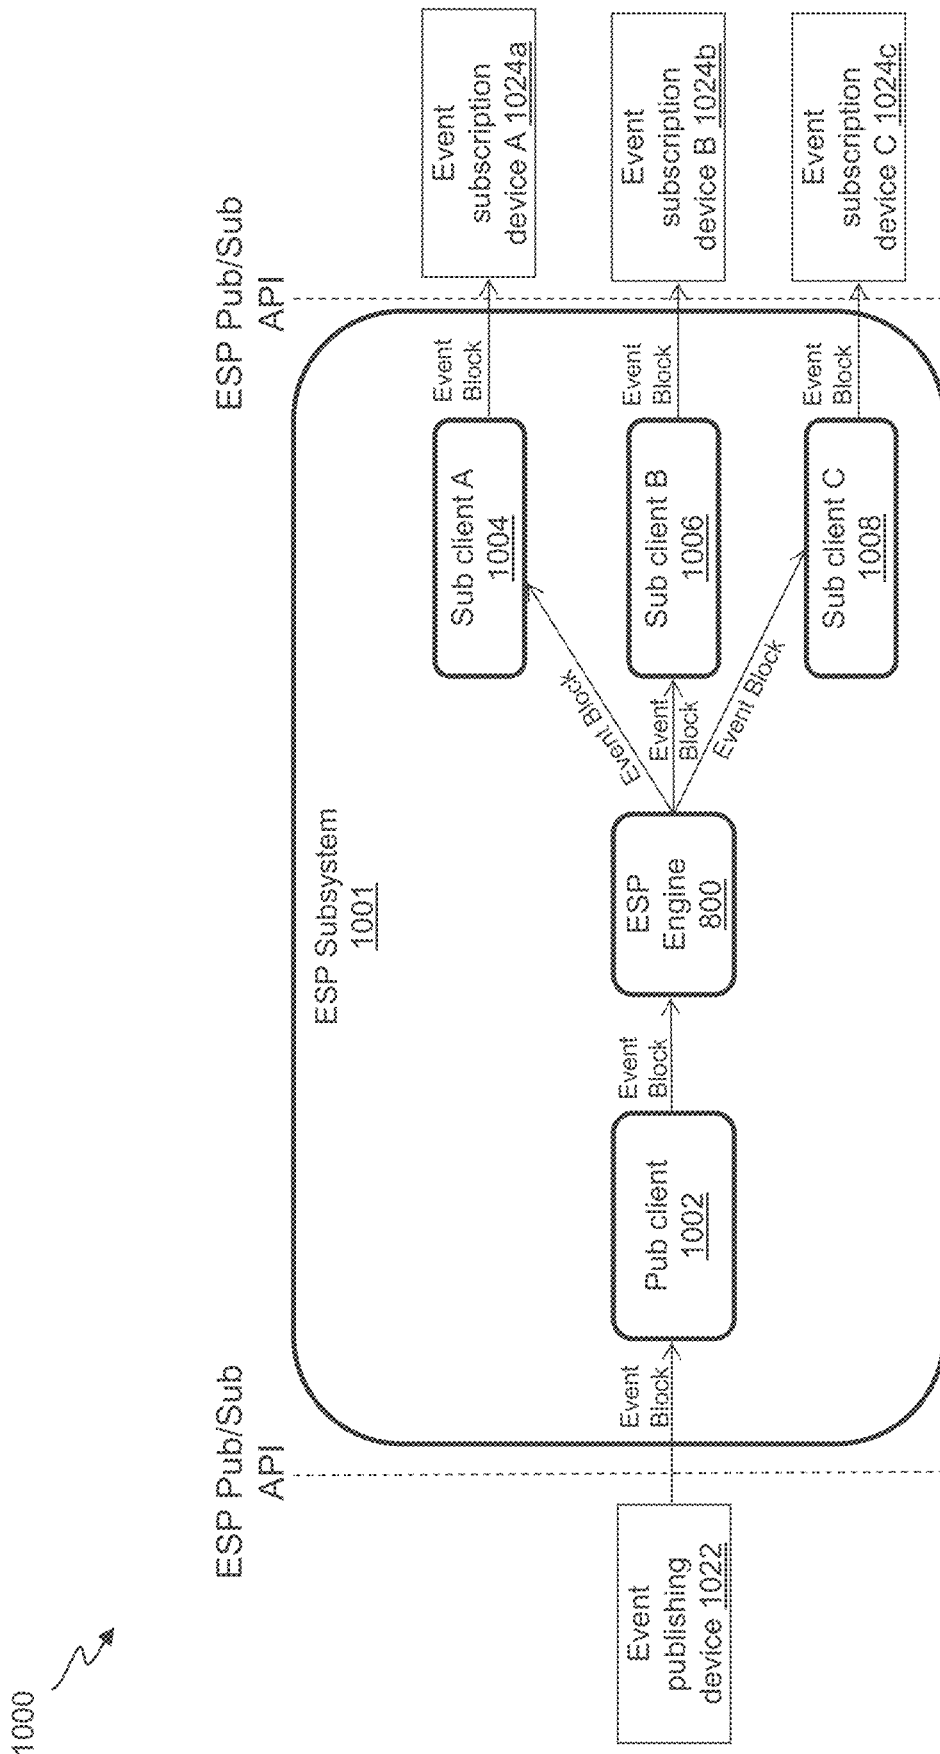 1000
ESP Pub/Sub
API
ESP Pub/Sub
API
ESP Subsystem
1001
Event
publishing
device 1022
Event
Block
Pub client
1002
Event
Block
ESP
Engine
800
Event Block
Event
Block
Event Block
Sub client A
1004
Sub client B
1006
Sub client C
1008
Event
Block
Event
Block
Event
Block
Event
subscription
device A 1024a
Event
subscription
device B 1024b
Event
subscription
device C 1024c